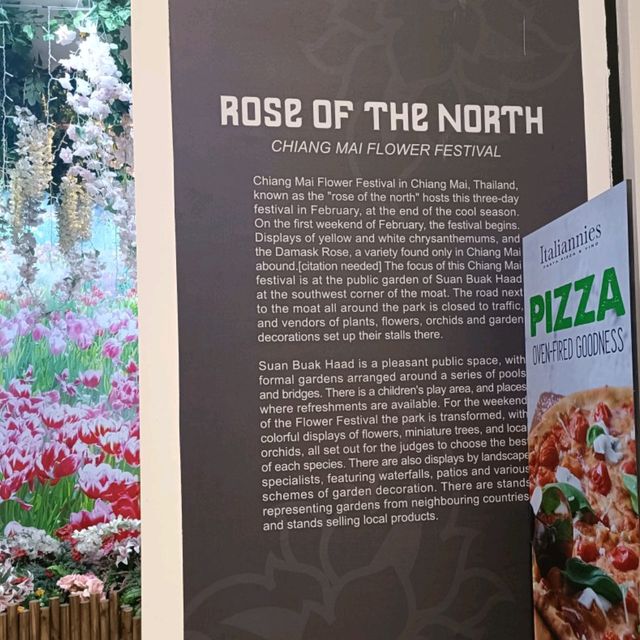 ROSE OF THE NORTH
CHIANG MAI FLOWER FESTIVAL
Chiang Mai Flower Festival in Chiang Mai, Thailand,
known as the "rose of the north" hosts this three-day
festival in February, at the end of the cool season.
On the first weekend of February, the festival begins.
Displays of yellow and white chrysanthemums, and
the Damask Rose, a variety found only in Chiang Mai
abound.[citation needed] The focus of this Chiang Mai
festival is at the public garden of Suan Buak Haad
at the southwest corner of the moat. The road next
to the moat all around the park is closed to traffic,
and vendors of plants, flowers, orchids and garden
decorations set up their stalls there.
Suan Buak Haad is a pleasant public space, with
formal gardens arranged around a series of pools
and bridges. There is a children's play area, and places
where refreshments are available. For the weekend
of the Flower Festival the park is transformed, with
colorful displays of flowers, miniature trees, and loca
orchids, all set out for the judges to choose the best
of each species. There are also displays by landscape
specialists, featuring waterfalls, patios and various
schemes of garden decoration. There are stands
representing gardens from neighbouring countries
and stands selling local products.
Italiannies
PASTA PIZZA & VINO
PIZZA
OVEN-FIRED GOODNESS